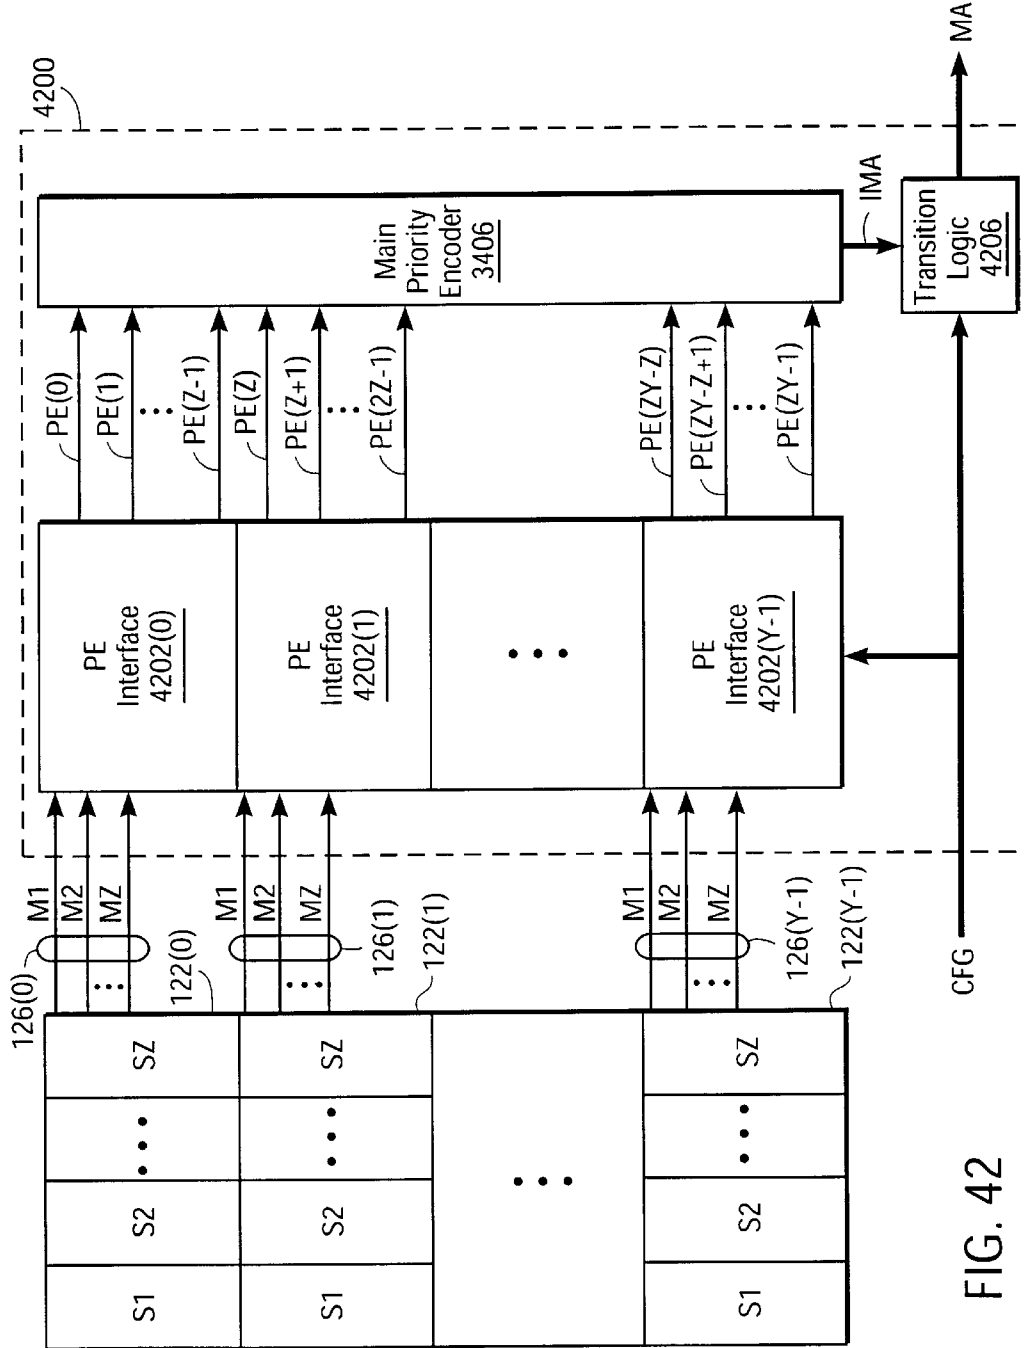 4200
126(0)
M1
M2
MZ
122(0)
S1
S2
SZ
PE
Interface
4202(0)
PE(0)
PE(1)
PE(Z-1)
126(1)
M1
M2
MZ
122(1)
S1
S2
SZ
PE
Interface
4202(1)
PE(Z)
PE(Z+1)
PE(2Z-1)
Main
Priority
Encoder
3406
126(Y-1)
M1
M2
MZ
122(Y-1)
S1
S2
SZ
PE
Interface
4202(Y-1)
PE(ZY-Z)
PE(ZY-Z+1)
PE(ZY-1)
IMA
CFG
Transition
Logic
4206
MA
FIG. 42